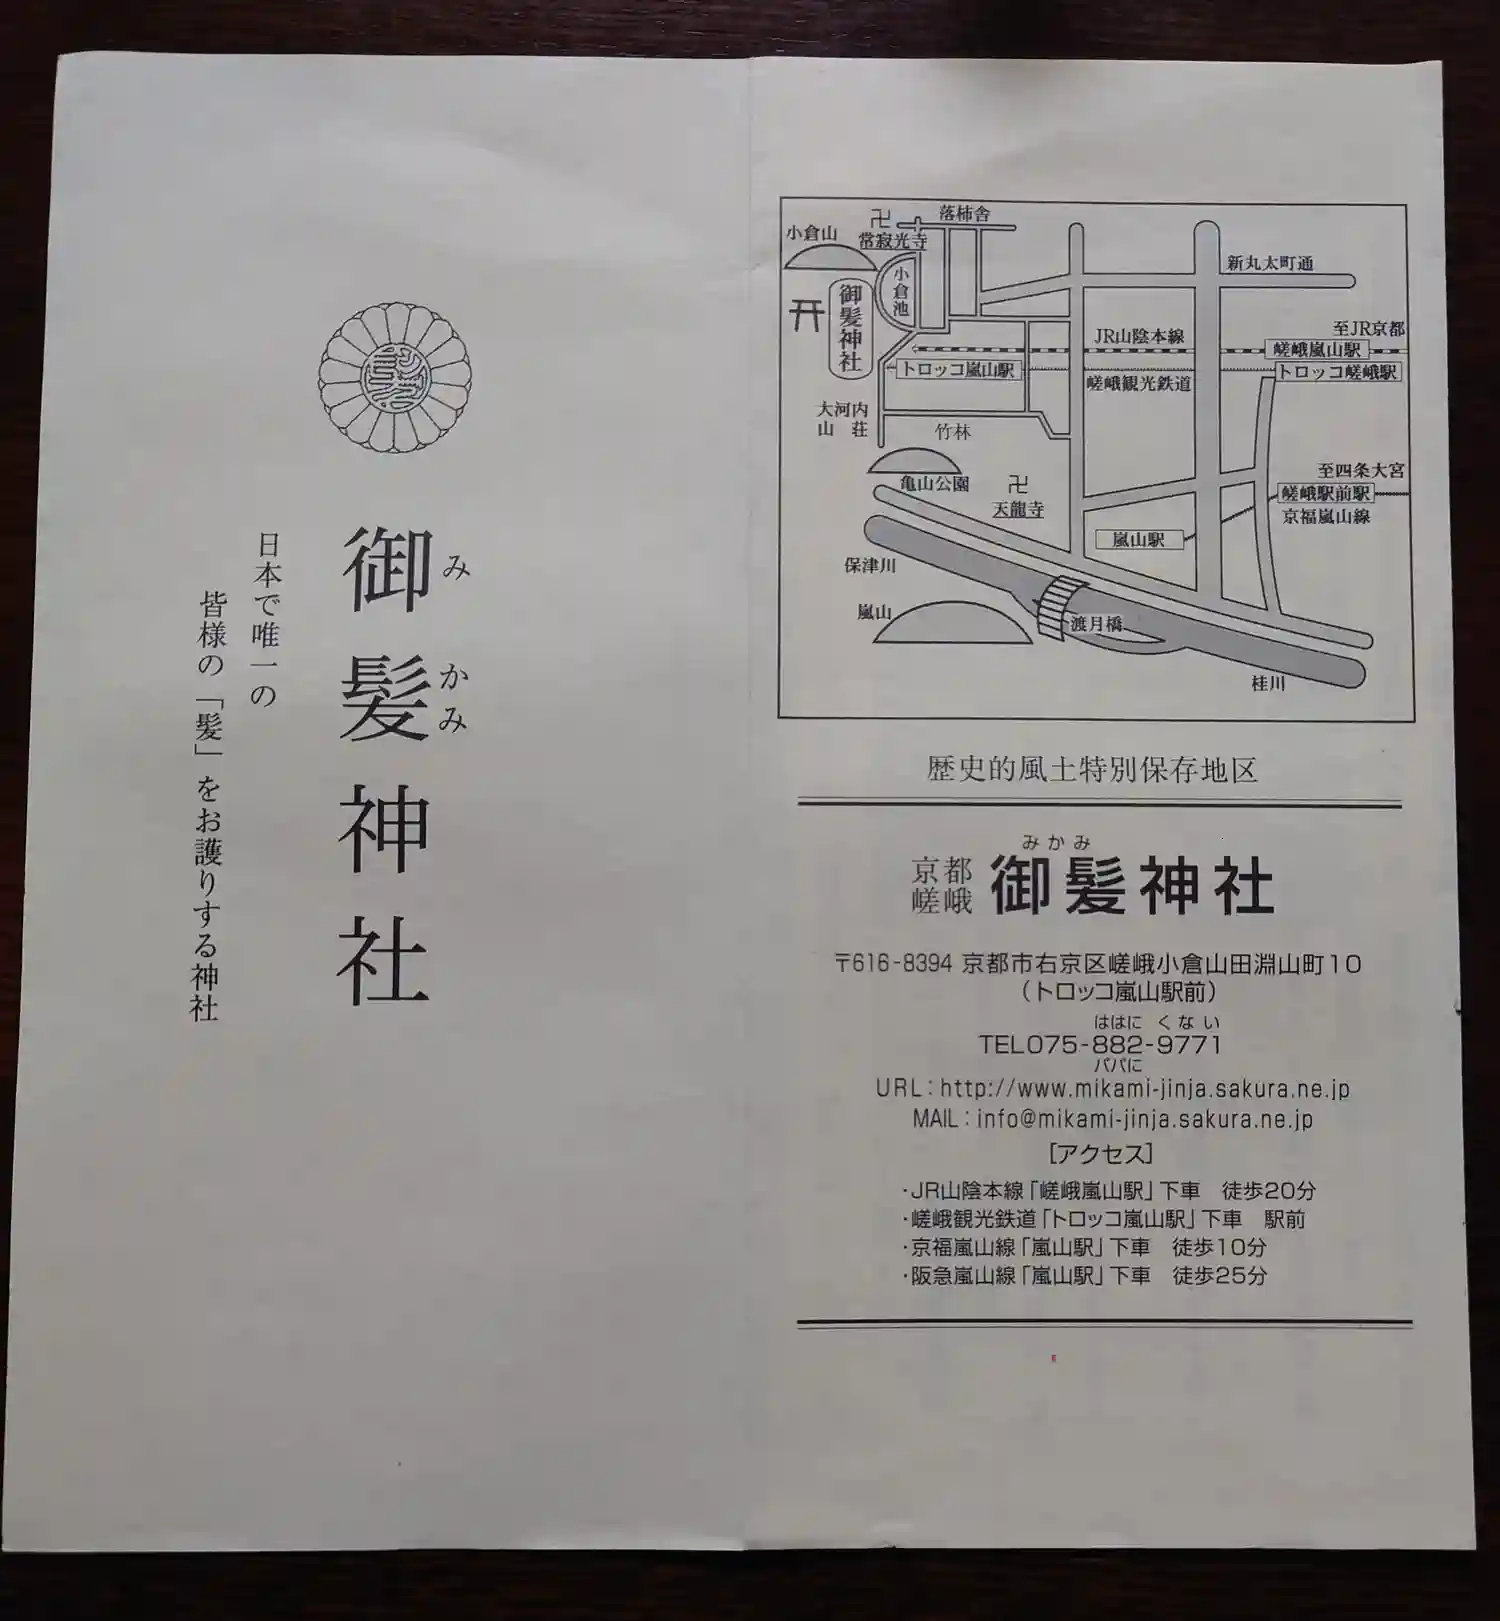 御髪神社
みかみ
日本で唯一の
皆様の「髪」をお護りする神社
落柿舎
卍
小倉山
常寂光寺
小倉池
御髪神社
新丸太町通
至JR京都
JR山陰本線
嵯峨嵐山駅
トロッコ嵐山駅
嵯峨観光鉄道
トロッコ嵯峨駅
大河内
山 荘
竹林
至四条大宮
亀山公園
卍
天龍寺
嵯峨駅前駅
京福嵐山線
嵐山駅
保津川
嵐山
渡月橋
桂川
歴史的風土特別保存地区
みかみ
京都
嵯峨
御髪神社
〒616-8394 京都市右京区嵯峨小倉山田淵山町10
(トロッコ嵐山駅前)
ははに くない
TEL075-882-9771
パパに
URL:http://www.mikami-jinja.sakura.ne.jp
MAIL:info@mikami-jinja.sakura.ne.jp
[アクセス]
・JR山陰本線「嵯峨嵐山駅」下車 徒歩20分
・嵯峨観光鉄道「トロッコ嵐山駅」下車 駅前
・京福嵐山線「嵐山駅」下車 徒歩10分
・阪急嵐山線「嵐山駅」下車 徒歩25分